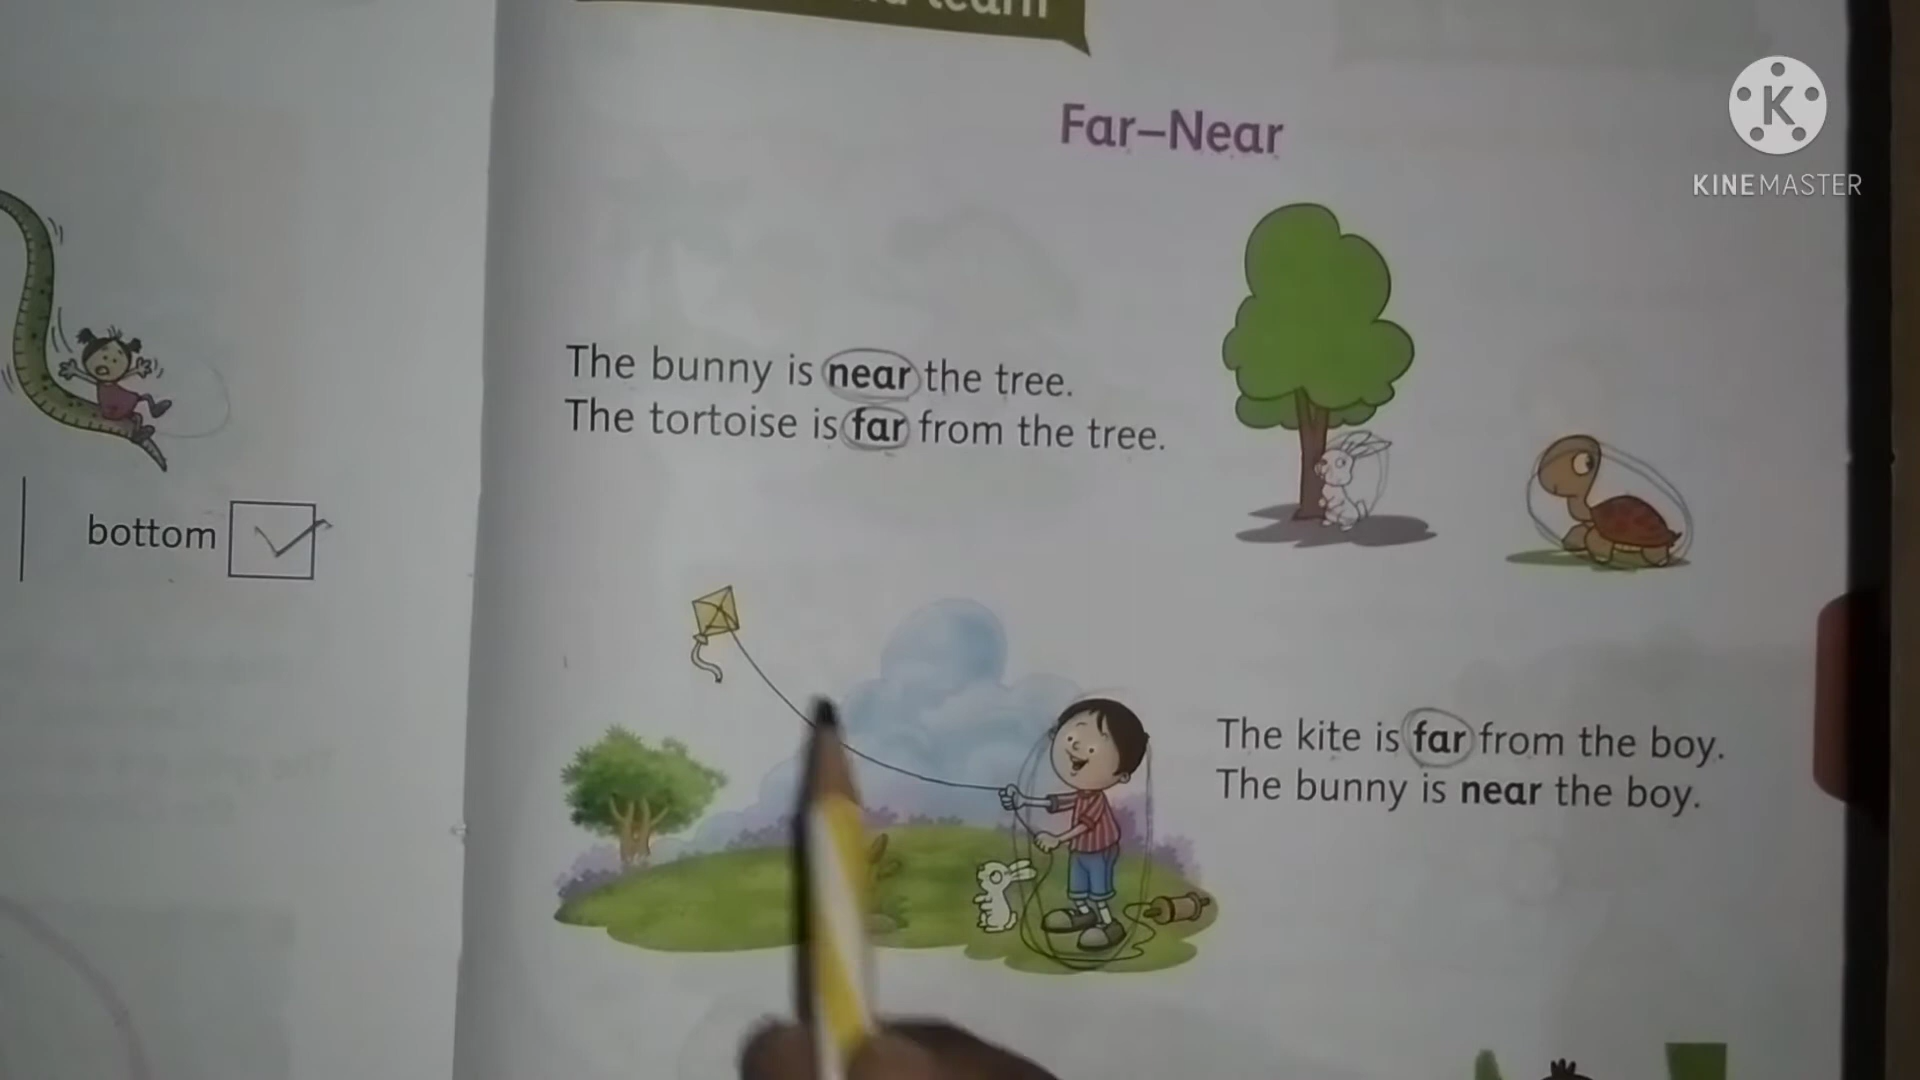 learn
Far–Near
KINEMASTER
The bunny is near the tree.
The tortoise is far from the tree.
bottom
The kite is far from the boy.
The bunny is near the boy.